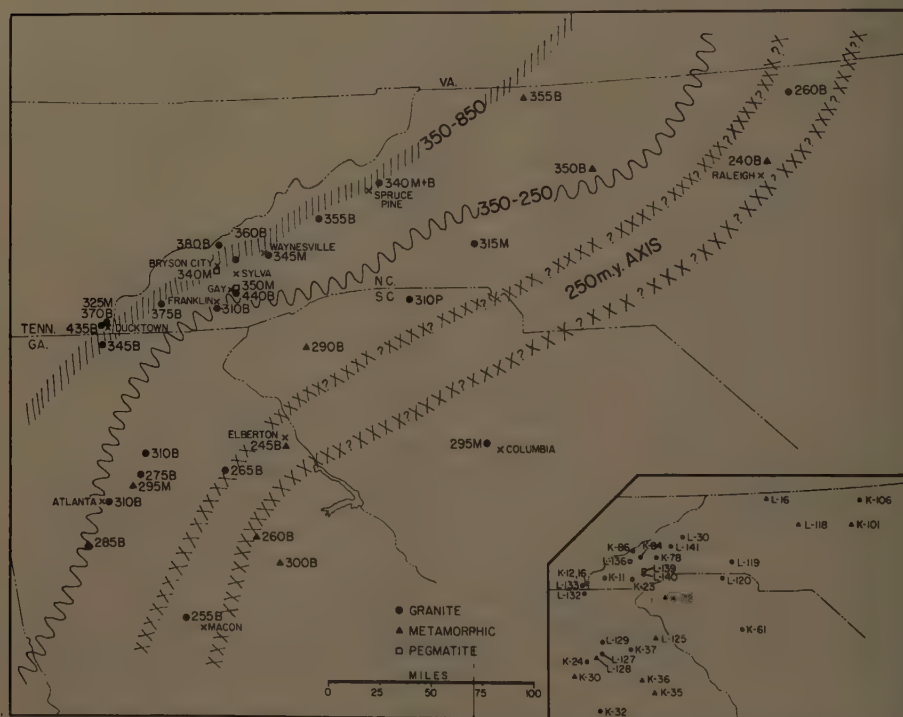 VA.
355B
260B
350-850
350B
240B
RALEIGH
340M+B
SPRUCE
PINE
350-250
355B
315M
380B
360B
WAYNESVILLE
345M
BRYSON CITY
340M
SYLVA
250 m.y. AXIS
GAY
350M
440B
N.C.
S.C.
325M
370B
FRANKLIN
310B
310P
375B
TENN.
435B
DUCKTOWN
GA.
345B
290B
ELBERTON
245B
310B
265B
295M
COLUMBIA
275B
295M
ATLANTA
310B
285B
260B
300B
255B
MACON
GRANITE
METAMORPHIC
PEGMATITE
MILES
0 25 50 75 100
L-16
K-106
L-118
K-101
L-30
K-86
K-84
L-141
L-136
K-78
L-119
L-139
K-12,16
K-11
L-140
L-120
L-133
K-23
L-132
K-61
L-129
L-125
K-37
K-24
L-127
L-128
K-30
K-36
K-35
K-32